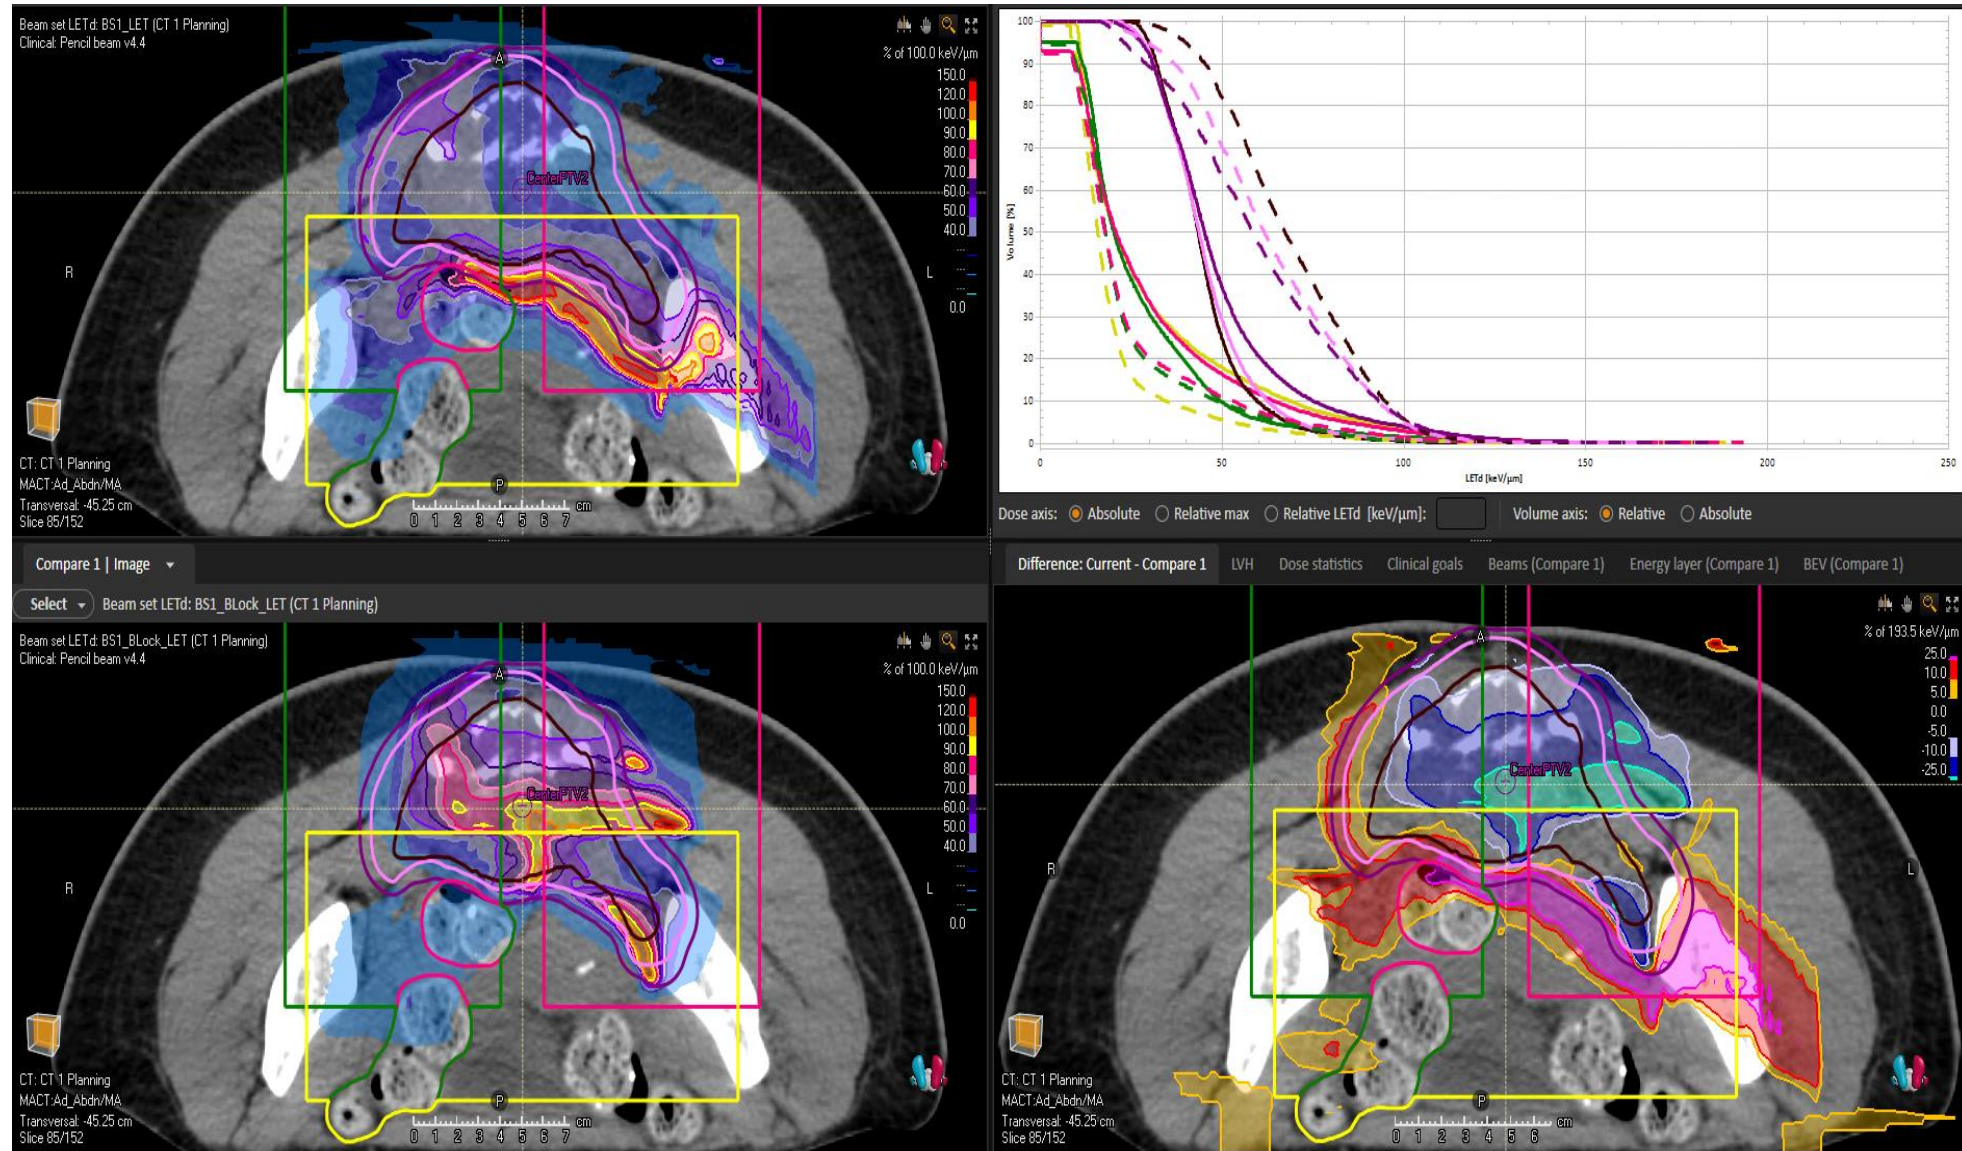 Beam set LETd: BS1_LET (CT 1 Planning)
Clinical: Pencil beam v4.4
% of 100.0 keV/µm
150.0
120.0
100.0
90.0
80.0
70.0
60.0
50.0
40.0
0.0
A
CenterPTV2
R
L
P
CT: CT 1 Planning
MACT:Ad_Abdn/MA
Transversal: -45.25 cm
Slice 85/152
0 1 2 3 4 5 6 7 cm
100
90
80
70
60
50
40
30
20
10
0
Volume [%]
0 50 100 150 200 250
LETd [keV/µm]
Dose axis: Absolute Relative max Relative LETd [keV/µm]: Volume axis: Relative Absolute
Compare 1 | Image
Select Beam set LETd: BS1_BLock_LET (CT 1 Planning)
Beam set LETd: BS1_BLock_LET (CT 1 Planning)
Clinical: Pencil beam v4.4
% of 100.0 keV/µm
150.0
120.0
100.0
90.0
80.0
70.0
60.0
50.0
40.0
0.0
A
CenterPTV2
R
L
P
CT: CT 1 Planning
MACT:Ad_Abdn/MA
Transversal: -45.25 cm
Slice 85/152
0 1 2 3 4 5 6 7 cm
Difference: Current - Compare 1 LVH Dose statistics Clinical goals Beams (Compare 1) Energy layer (Compare 1) BEV (Compare 1)
% of 193.5 keV/µm
25.0
10.0
5.0
0.0
-5.0
-10.0
-25.0
A
CenterPTV2
R
L
P
CT: CT 1 Planning
MACT:Ad_Abdn/MA
Transversal: -45.25 cm
Slice 85/152
0 1 2 3 4 5 6 cm